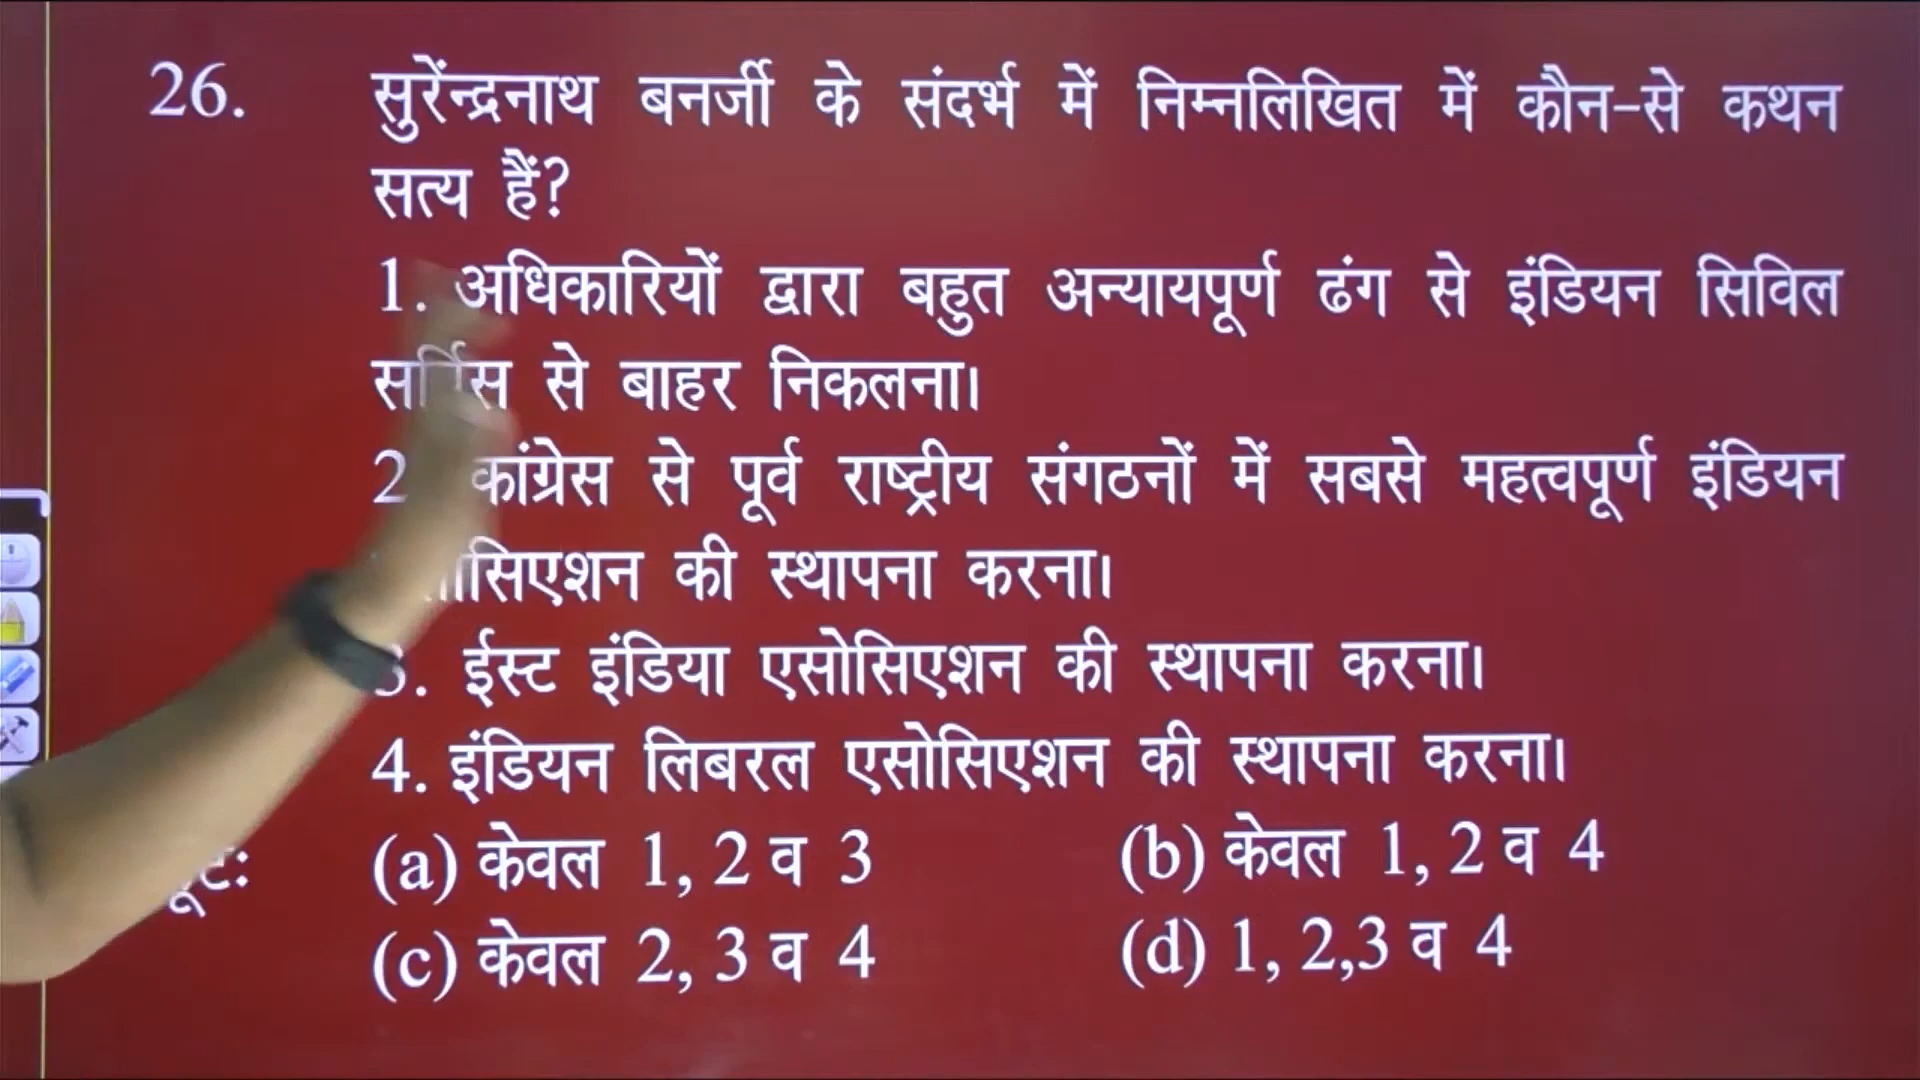 26. सुरेंन्द्रनाथ बनर्जी के संदर्भ में निम्नलिखित में कौन-से कथन
सत्य हैं?
1. अधिकारियों द्वारा बहुत अन्यायपूर्ण ढंग से इंडियन सिविल
से बाहर निकलना।
2 कांग्रेस से पूर्व राष्ट्रीय संगठनों में सबसे महत्वपूर्ण इंडियन
की स्थापना करना।
3. ईस्ट इंडिया एसोसिएशन की स्थापना करना।
4. इंडियन लिबरल एसोसिएशन की स्थापना करना।
(a) केवल 1, 2 व 3 (b) केवल 1, 2 व 4
(c) केवल 2, 3 व 4 (d) 1, 2,3 व 4